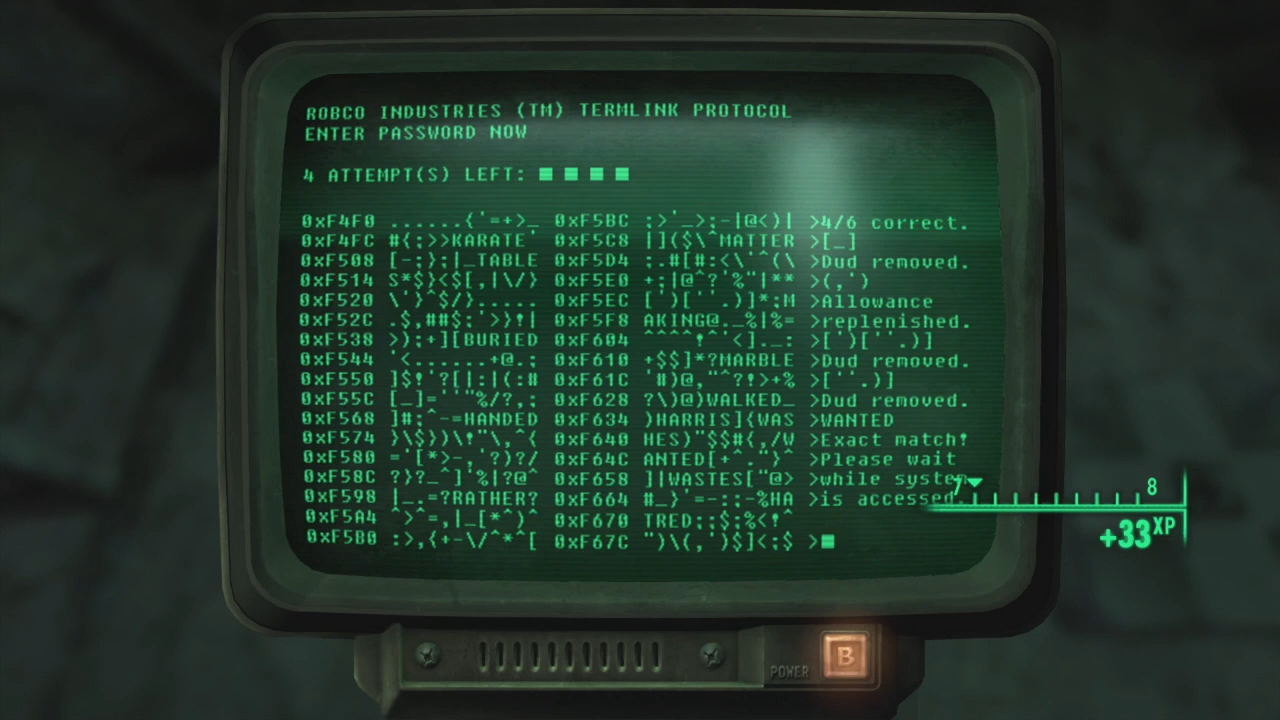 ROBCO INDUSTRIES (TM) TERMLINK PROTOCOL
ENTER PASSWORD NOW
4 ATTEMPT(S) LEFT: ■ ■ ■ ■
0xF4F0 ......{'=+>_ 0xF5BC :>'_>;-|@<)| >4/6 correct.
0xF4FC #{;>>KARATE' 0xF5C8 |]($\^MATTER >[_]
0xF508 [-;};|_TABLE 0xF5D4 ;.#[#:<\'^(\ >Dud removed.
0xF514 S*$}<$[,|\/} 0xF5E0 +;|@^?'%"|** >(,')
0xF520 \'}^$/}..... 0xF5EC [')[''.)]*;M >Allowance
0xF52C .$,##$;'>}!| 0xF5F8 AKING@._%|%= >replenished.
0xF538 >);+][BURIED 0xF604 ^^^^!^'<]._: >[')[''.)]
0xF544 '<......+@.; 0xF610 +$$]*?MARBLE >Dud removed.
0xF550 ]$!'?[|:|(:# 0xF61C '#)@,"^?!>+% >[''.)]
0xF55C [_]=''"%/?,; 0xF628 ?\)@)WALKED_ >Dud removed.
0xF568 ]#;^-=HANDED 0xF634 )HARRIS]{WAS >WANTED
0xF574 }\$})\!"\,^{ 0xF640 HES)"$$#{,/W >Exact match!
0xF580 ='[*>-,'?)?/ 0xF64C ANTED[+^."}^ >Please wait
0xF58C ?}?_^]'%|?@^ 0xF658 ]|WASTES["@> >while system
0xF598 |_.=?RATHER? 0xF664 #_}'=-:;-%HA >is accessed.
0xF5A4 ^>^=,|_[*^)^ 0xF670 TRED;;$;%<!^
0xF5B0 :>,{+-\/^*^[ 0xF67C ")\(,')$]<;$ >■
7 8
+33 XP
POWER
B